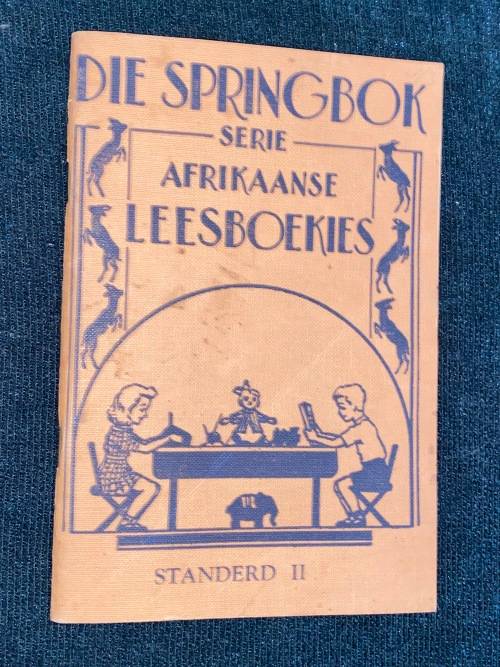 DIE SPRINGBOK
SERIE
AFRIKAANSE
LEESBOEKIES
STANDERD II